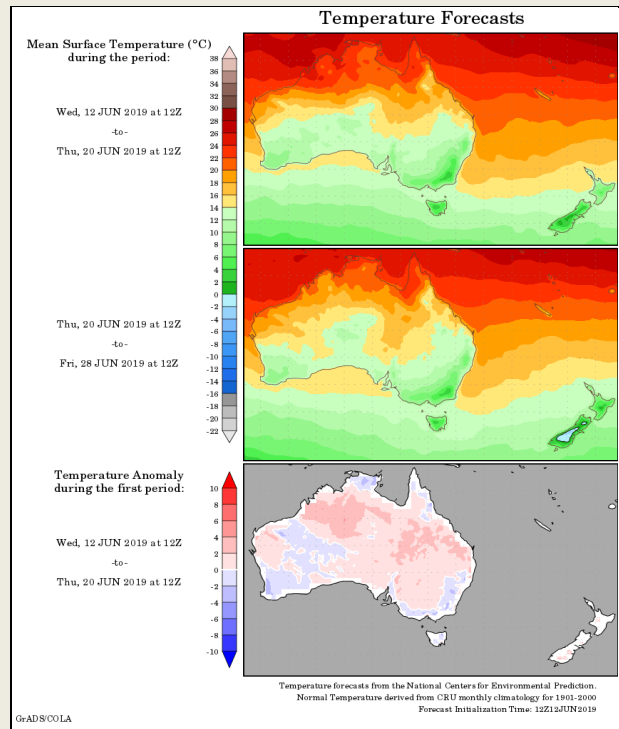 Temperature Forecasts
Mean Surface Temperature (°C)
during the period:
Wed, 12 JUN 2019 at 12Z
-to-
Thu, 20 JUN 2019 at 12Z
38
36
34
32
30
28
26
24
22
20
18
16
14
12
10
8
6
4
2
0
-2
-4
-6
-8
-10
-12
-14
-16
-17
-18
-20
-22
Thu, 20 JUN 2019 at 12Z
-to-
Fri, 28 JUN 2019 at 12Z
Temperature Anomaly
during the first period:
Wed, 12 JUN 2019 at 12Z
-to-
Thu, 20 JUN 2019 at 12Z
10
8
6
4
2
0
-2
-4
-6
-8
-10
Temperature forecasts from the National Centers for Environmental Prediction.
Normal Temperature derived from CRU monthly climatology for 1901-2000
Forecast Initialization Time: 12Z12JUN2019
GrADS/COLA